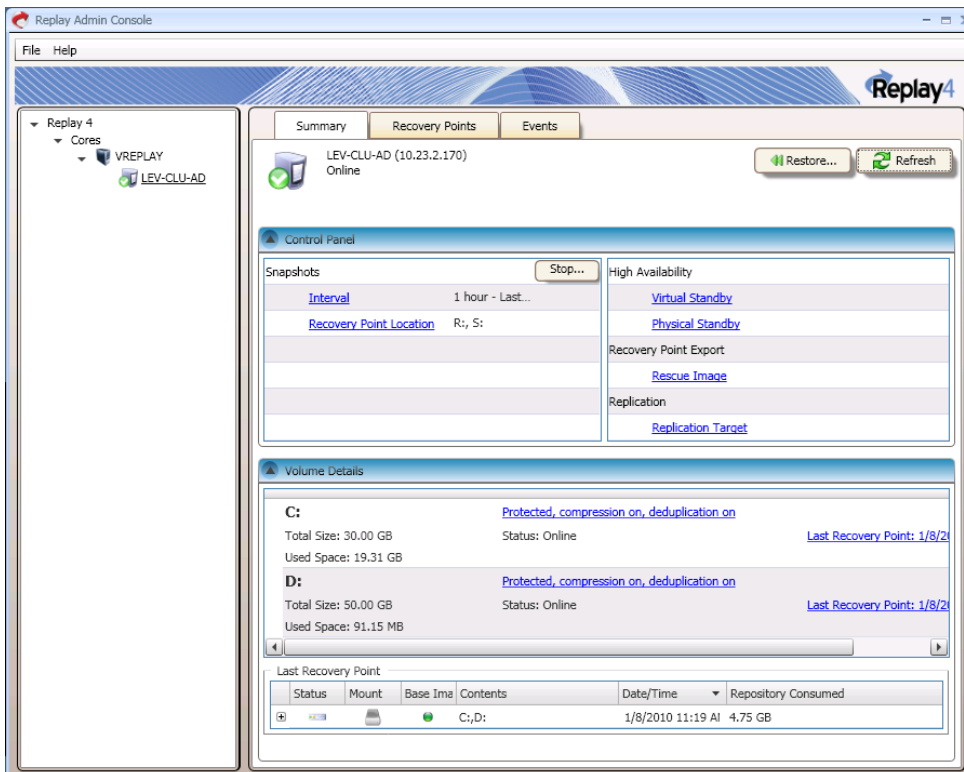 Replay Admin Console
File Help
Replay4
Replay 4
Cores
VREPLAY
LEV-CLU-AD
Summary Recovery Points Events
LEV-CLU-AD (10.23.2.170)
Online
Restore... Refresh
Control Panel
Snapshots Stop...
Interval 1 hour - Last...
Recovery Point Location R:, S:
High Availability
Virtual Standby
Physical Standby
Recovery Point Export
Rescue Image
Replication
Replication Target
Volume Details
C: Protected, compression on, deduplication on
Total Size: 30.00 GB Status: Online Last Recovery Point: 1/8/20
Used Space: 19.31 GB
D: Protected, compression on, deduplication on
Total Size: 50.00 GB Status: Online Last Recovery Point: 1/8/20
Used Space: 91.15 MB
Last Recovery Point
Status Mount Base Ima Contents Date/Time Repository Consumed
C:,D: 1/8/2010 11:19 AM 4.75 GB